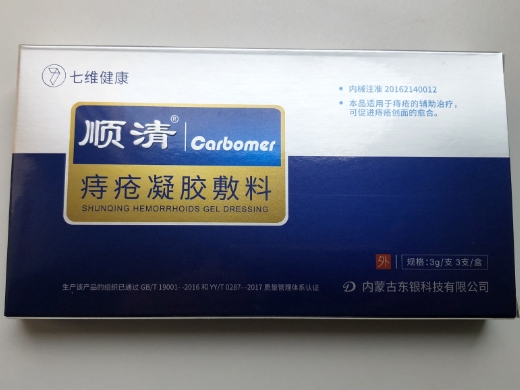 七维健康
内械注准 20162140012
本品适用于痔疮的辅助治疗，
可促进痔疮创面的愈合。
顺清® Carbomer
痔疮凝胶敷料
SHUNQING HEMORRHOIDS GEL DRESSING
外 规格:3g/支 3支/盒
生产该产品的组织已通过 GB/T 19001--2016 和 YY/T 0287--2017 质量管理体系认证
内蒙古东银科技有限公司